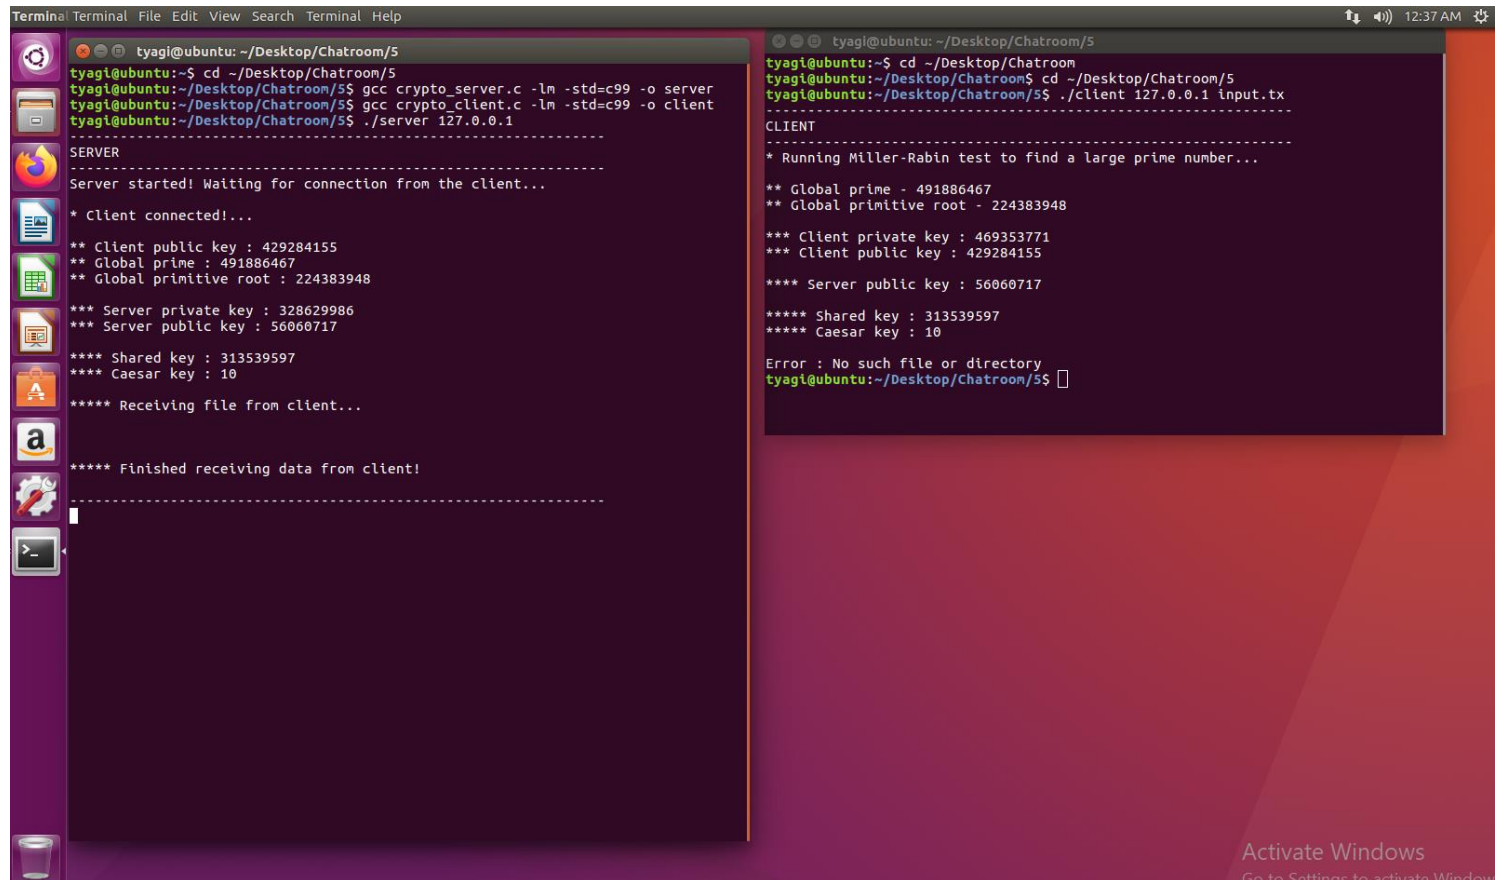 Terminal Terminal File Edit View Search Terminal Help
12:37 AM
tyagi@ubuntu: ~/Desktop/Chatroom/5
tyagi@ubuntu:~$ cd ~/Desktop/Chatroom/5
tyagi@ubuntu:~/Desktop/Chatroom/5$ gcc crypto_server.c -lm -std=c99 -o server
tyagi@ubuntu:~/Desktop/Chatroom/5$ gcc crypto_client.c -lm -std=c99 -o client
tyagi@ubuntu:~/Desktop/Chatroom/5$ ./server 127.0.0.1
-----------------------------------------------------------------
SERVER
-----------------------------------------------------------------
Server started! Waiting for connection from the client...
* Client connected!...
** Client public key : 429284155
** Global prime : 491886467
** Global primitive root : 224383948
*** Server private key : 328629986
*** Server public key : 56060717
**** Shared key : 313539597
**** Caesar key : 10
***** Receiving file from client...
***** Finished receiving data from client!
-----------------------------------------------------------------
tyagi@ubuntu: ~/Desktop/Chatroom/5
tyagi@ubuntu:~$ cd ~/Desktop/Chatroom
tyagi@ubuntu:~/Desktop/Chatroom$ cd ~/Desktop/Chatroom/5
tyagi@ubuntu:~/Desktop/Chatroom/5$ ./client 127.0.0.1 input.tx
----------------------------------------------------------------
CLIENT
----------------------------------------------------------------
* Running Miller-Rabin test to find a large prime number...
** Global prime - 491886467
** Global primitive root - 224383948
*** Client private key : 469353771
*** Client public key : 429284155
**** Server public key : 56060717
***** Shared key : 313539597
***** Caesar key : 10
Error : No such file or directory
tyagi@ubuntu:~/Desktop/Chatroom/5$
Activate Windows
Go to Settings to activate Window